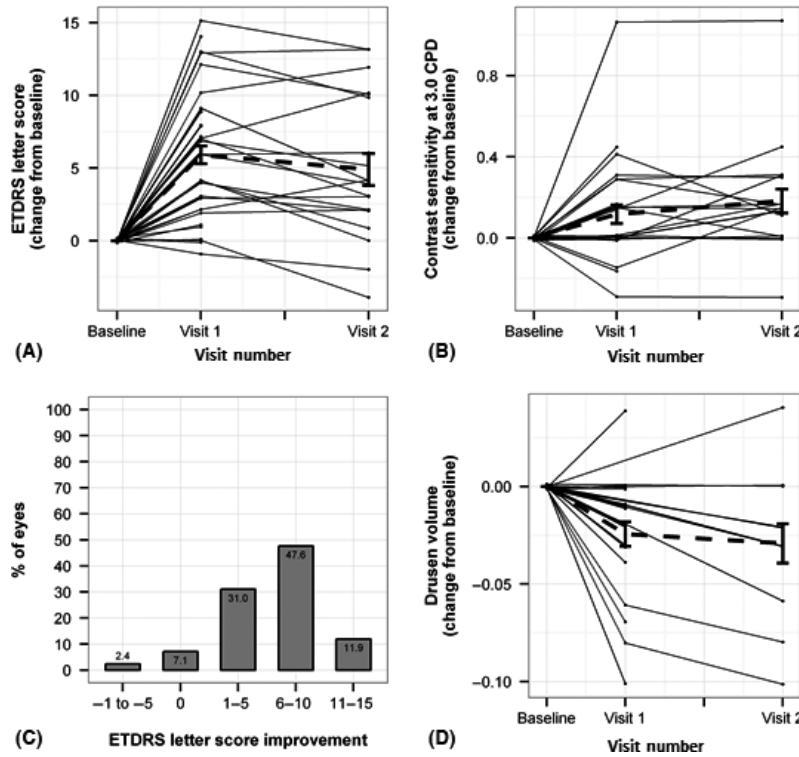 15
10
5
0
ETDRS letter score
(change from baseline)
Baseline
Visit 1
Visit 2
(A)
Visit number
0.8
0.4
0.0
Contrast sensitivity at 3.0 CPD
(change from baseline)
Baseline
Visit 1
Visit 2
(B)
Visit number
100
90
80
70
60
50
40
30
20
10
0
% of eyes
2.4
7.1
31.0
47.6
11.9
−1 to −5
0
1–5
6–10
11–15
(C)
ETDRS letter score improvement
0.00
−0.05
−0.10
Drusen volume
(change from baseline)
Baseline
Visit 1
Visit 2
(D)
Visit number